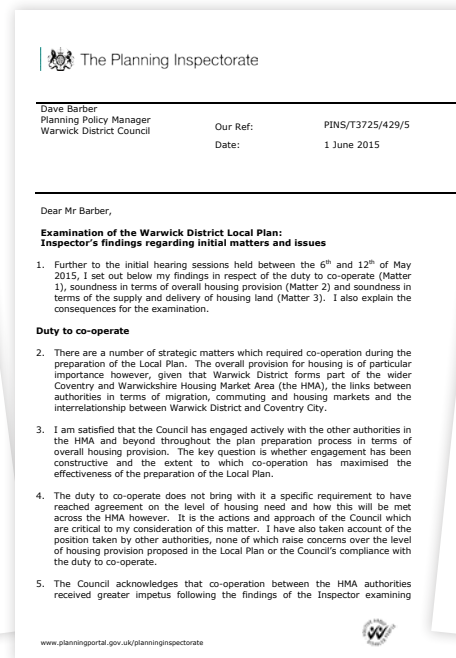 The Planning Inspectorate
Dave Barber
Planning Policy Manager
Warwick District Council
Our Ref:
PINS/T3725/429/5
Date:
1 June 2015
Dear Mr Barber,
Examination of the Warwick District Local Plan:
Inspector's findings regarding initial matters and issues
1. Further to the initial hearing sessions held between the 6th and 12th of May
2015, I set out below my findings in respect of the duty to co-operate (Matter
1), soundness in terms of overall housing provision (Matter 2) and soundness in
terms of the supply and delivery of housing land (Matter 3). I also explain the
consequences for the examination.
Duty to co-operate
2. There are a number of strategic matters which required co-operation during the
preparation of the Local Plan. The overall provision for housing is of particular
importance however, given that Warwick District forms part of the wider
Coventry and Warwickshire Housing Market Area (the HMA), the links between
authorities in terms of migration, commuting and housing markets and the
interrelationship between Warwick District and Coventry City.
3. I am satisfied that the Council has engaged actively with the other authorities in
the HMA and beyond throughout the plan preparation process in terms of
overall housing provision. The key question is whether engagement has been
constructive and the extent to which co-operation has maximised the
effectiveness of the preparation of the Local Plan.
4. The duty to co-operate does not bring with it a specific requirement to have
reached agreement on the level of housing need and how this will be met
across the HMA however. It is the actions and approach of the Council which
are critical to my consideration of this matter. I have also taken account of the
position taken by other authorities, none of which raise concerns over the level
of housing provision proposed in the Local Plan or the Council's compliance with
the duty to co-operate.
5. The Council acknowledges that co-operation between the HMA authorities
received greater impetus following the findings of the Inspector examining
www.planningportal.gov.uk/planninginspectorate